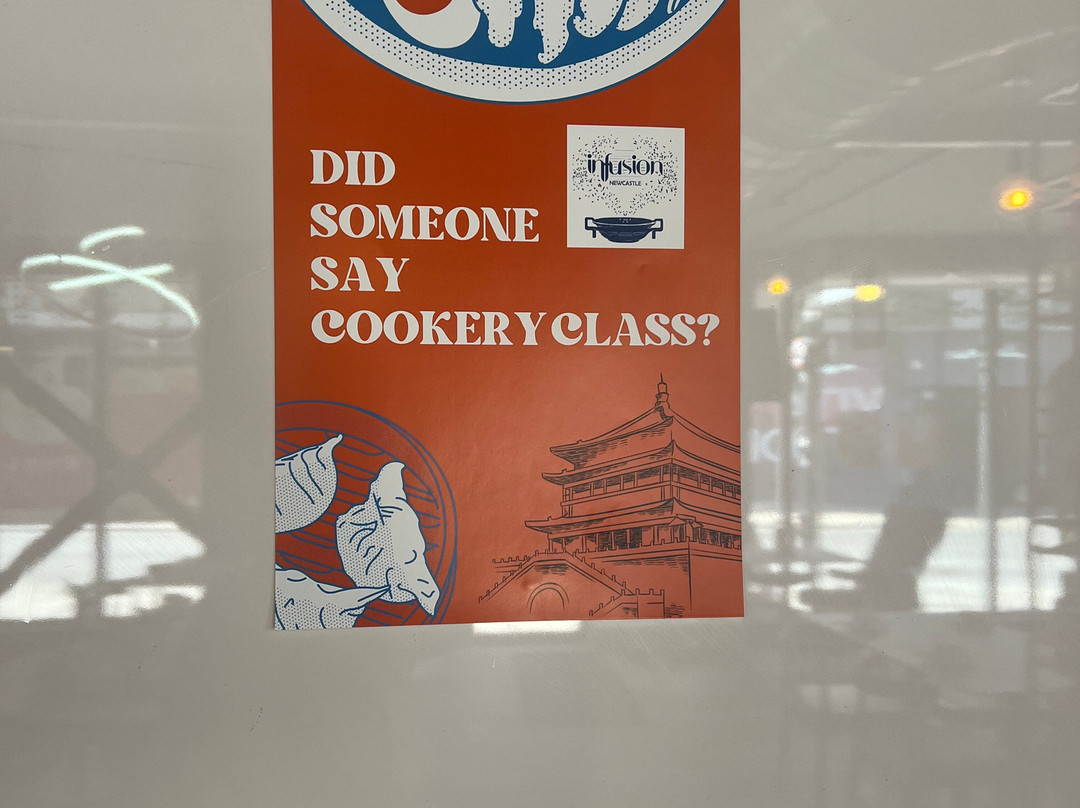 infusion
NEWCASTLE
DID
SOMEONE
SAY
COOKERY CLASS?